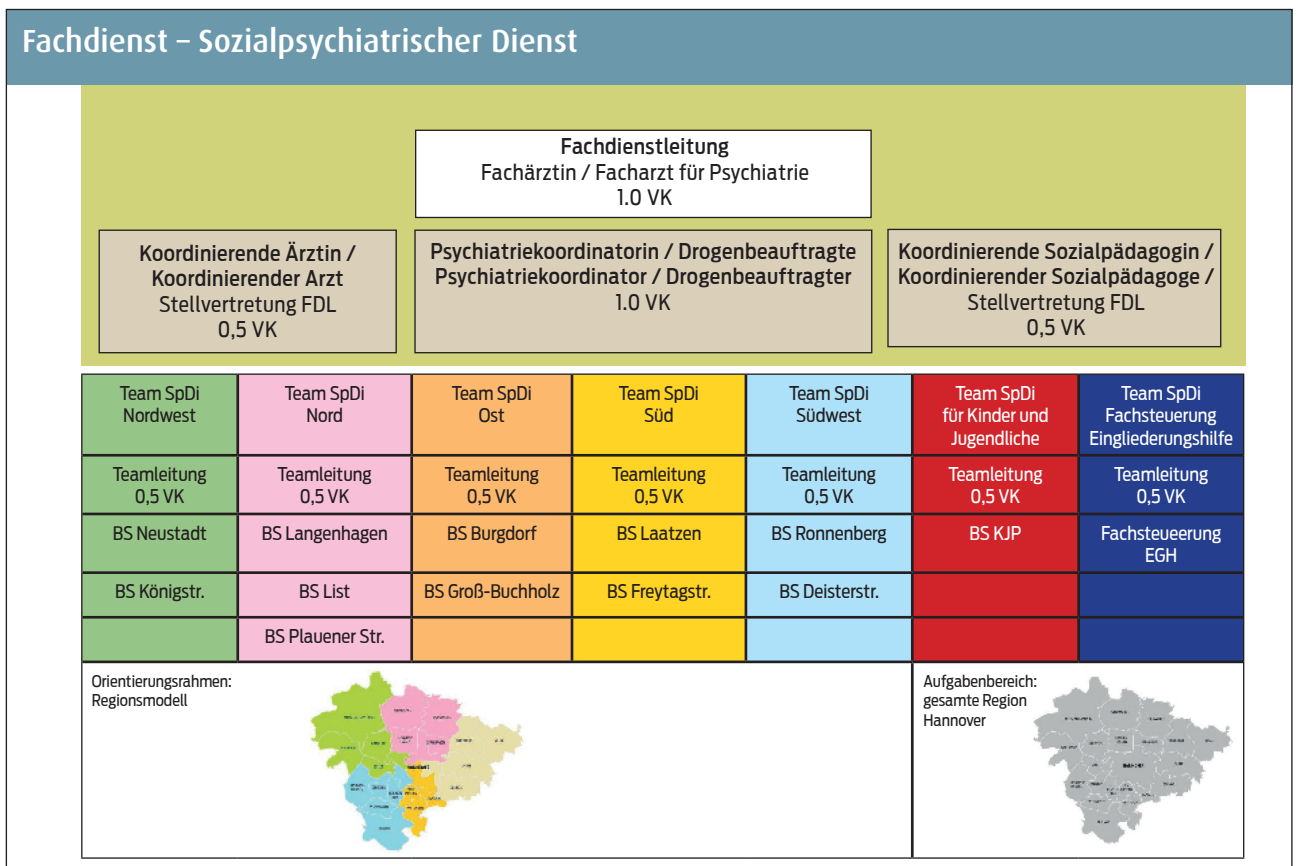 Fachdienst – Sozialpsychiatrischer Dienst
Fachdienstleitung
Fachärztin / Facharzt für Psychiatrie
1.0 VK
Koordinierende Ärztin /
Koordinierender Arzt
Stellvertretung FDL
0,5 VK
Psychiatriekoordinatorin / Drogenbeauftragte
Psychiatriekoordinator / Drogenbeauftragter
1.0 VK
Koordinierende Sozialpädagogin /
Koordinierender Sozialpädagoge /
Stellvertretung FDL
0,5 VK
Team SpDi
Nordwest
Team SpDi
Nord
Team SpDi
Ost
Team SpDi
Süd
Team SpDi
Südwest
Team SpDi
für Kinder und
Jugendliche
Team SpDi
Fachsteuerung
Eingliederungshilfe
Teamleitung
0,5 VK
Teamleitung
0,5 VK
Teamleitung
0,5 VK
Teamleitung
0,5 VK
Teamleitung
0,5 VK
Teamleitung
0,5 VK
Teamleitung
0,5 VK
BS Neustadt
BS Langenhagen
BS Burgdorf
BS Laatzen
BS Ronnenberg
BS KJP
Fachsteueerung
EGH
BS Königstr.
BS List
BS Groß-Buchholz
BS Freytagstr.
BS Deisterstr.
BS Plauener Str.
Orientierungsrahmen:
Regionsmodell
Aufgabenbereich:
gesamte Region
Hannover